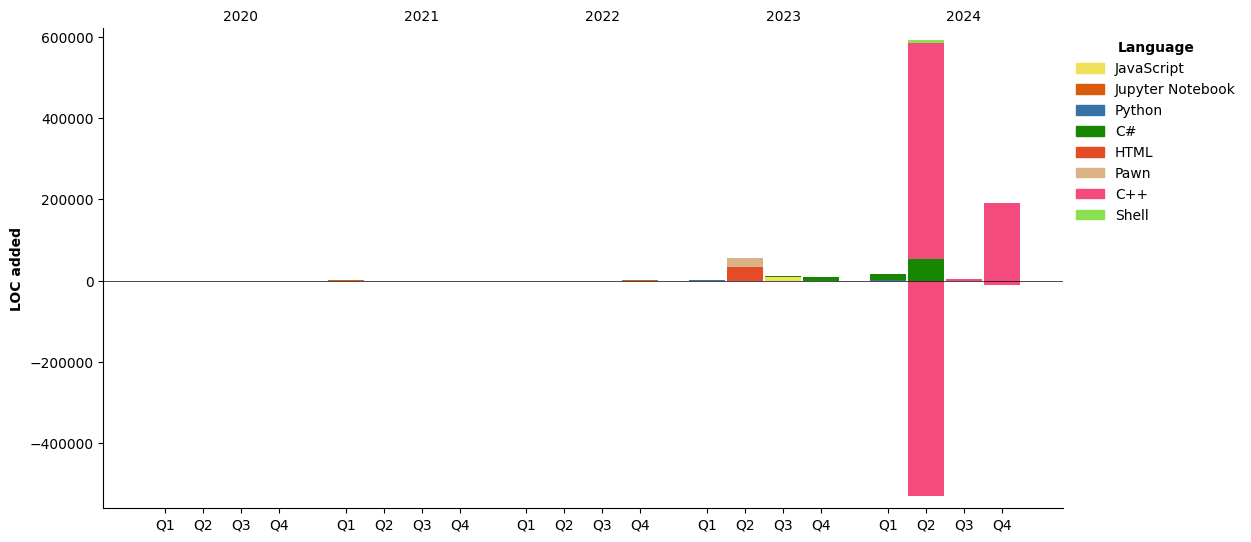 2020 2021 2022 2023 2024
600000
400000
200000
0
−200000
−400000
LOC added
Q1 Q2 Q3 Q4 Q1 Q2 Q3 Q4 Q1 Q2 Q3 Q4 Q1 Q2 Q3 Q4 Q1 Q2 Q3 Q4
Language
JavaScript
Jupyter Notebook
Python
C#
HTML
Pawn
C++
Shell